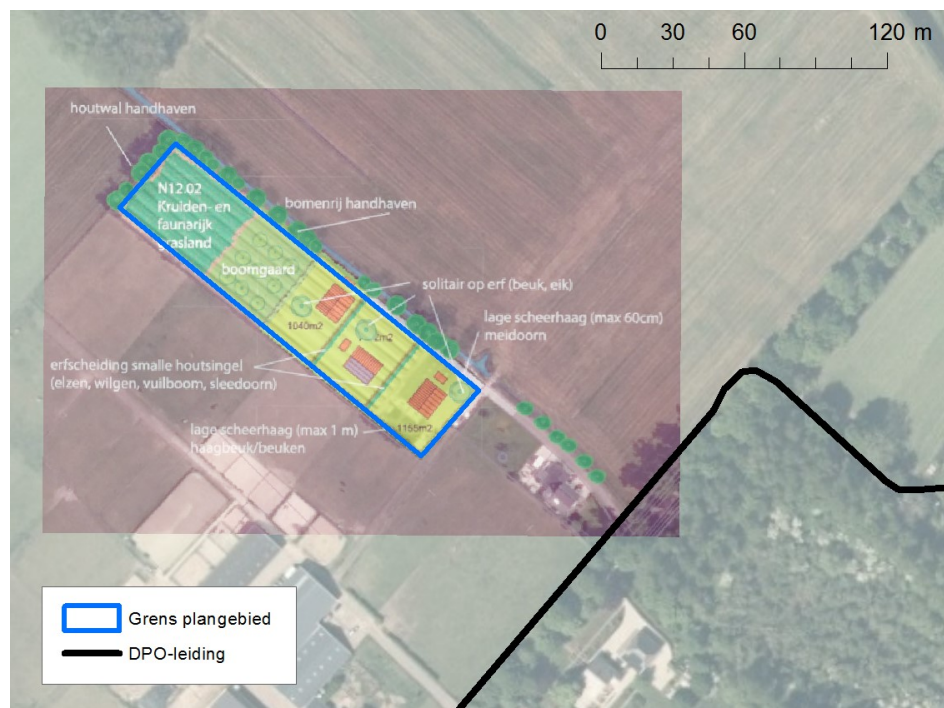 0 30 60 120 m
houtwal handhaven
N12.02
Kruiden- en
faunarijk
grasland
bomenrij handhaven
boomgaard
solitair op erf (beuk, eik)
1040m2
lage scheerhaag (max 60cm)
meidoorn
erfscheiding smalle houtsingel
(elzen, wilgen, vuilboom, sleedoorn)
lage scheerhaag (max 1 m)
haagbeuk/beuken
1155m2
Grens plangebied
DPO-leiding